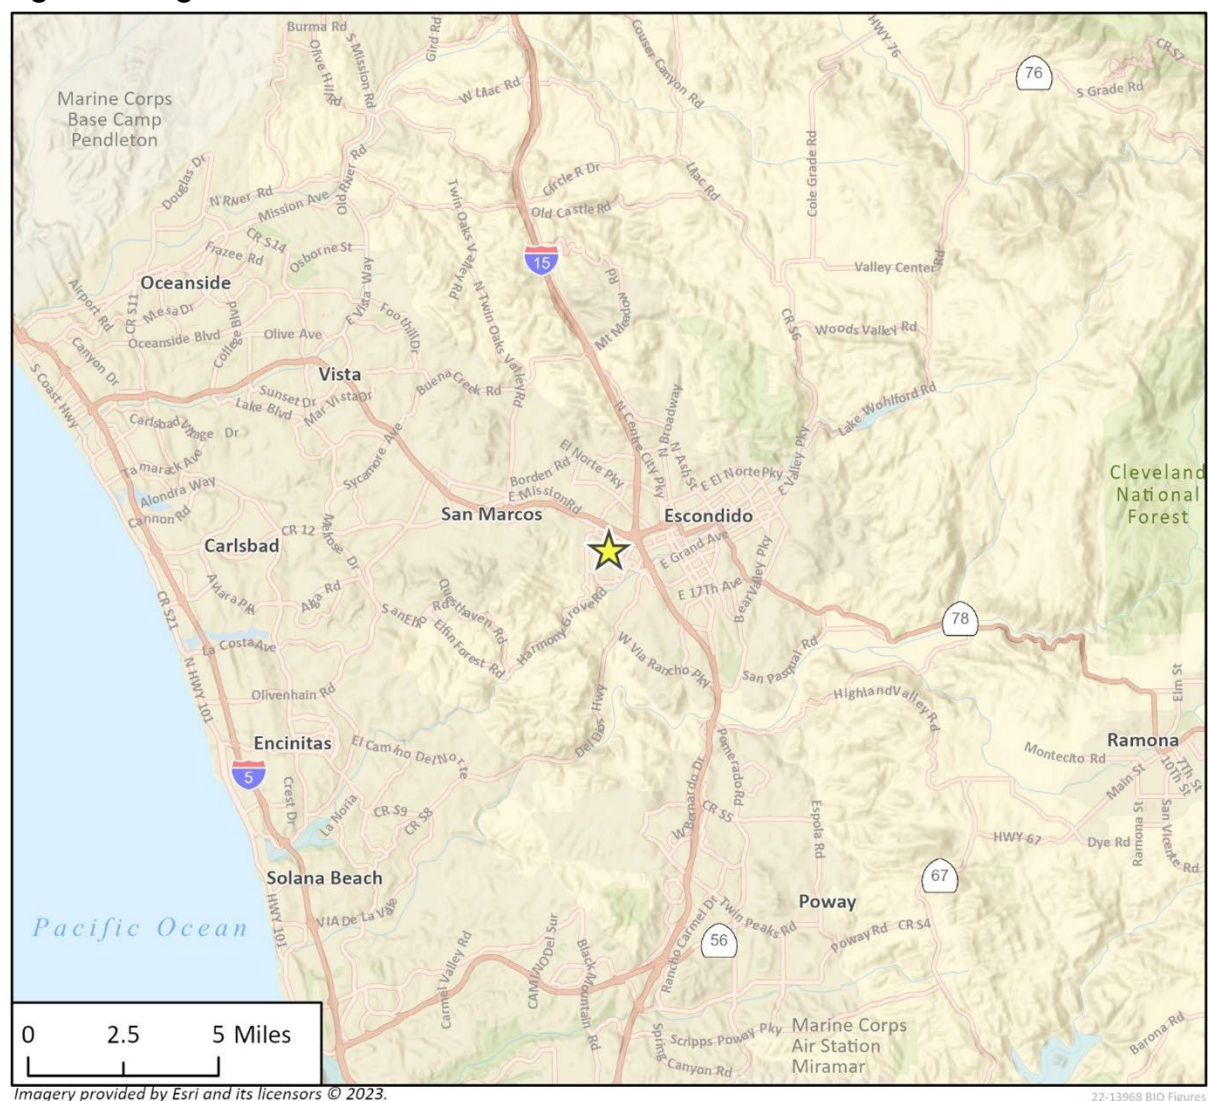 Burma Rd
Olive Hill Rd
S Mission Rd
Gird Rd
W Lilac Rd
Couser Canyon Rd
HWY 76
76
CR S7
S Grade Rd
Marine Corps
Base Camp
Pendleton
Douglas Dr
N River Rd
Mission Ave
Old River Rd
Circle R Dr
Old Castle Rd
Lilac Rd
Cole Grade Rd
Twin Oaks Valley Rd
CR S14
Frazee Rd
Osborne St
15
Valley Center Rd
Oceanside
Airport Rd
CR S11
Mesa Dr
College Blvd
E Vista Way
Foothill Dr
N Twin Oaks Valley Rd
Mt Meadow Rd
CR S6
Woods Valley Rd
Oceanside Blvd
Olive Ave
Canyon Dr
S Coast Hwy
Vista
Buena Creek Rd
Sunset Dr
Lake Blvd
Mar Vista Dr
Lake Wohlford Rd
Carlsbad Village Dr
Sycamore Ave
N Centre City Pky
N Broadway
N Ash St
Tamarack Ave
Alondra Way
Cannon Rd
El Norte Pky
Borden Rd
E Mission Rd
E El Norte Pky
E Valley Pky
Cleveland
National
Forest
San Marcos
Escondido
CR 12
Melrose Dr
Carlsbad
E Grand Ave
E 17Th Ave
Bear Valley Pky
Aviara Pky
Alga Rd
San Elijo Rd
Questhaven Rd
Elfin Forest Rd
Harmony Grove Rd
CR S21
78
La Costa Ave
W Via Rancho Pky
San Pasqual Rd
N HWY 101
Olivenhain Rd
Del Dios Hwy
Highland Valley Rd
Elm St
Encinitas
El Camino Del Norte
Pomerado Rd
Montecito Rd
Ramona
5
Crest Dr
La Noria
CR S9
CR S8
W Bernardo Dr
CR S5
Espola Rd
Main St
7Th St
10Th St
HWY 67
Dye Rd
Ramona St
San Vicente Rd
Solana Beach
67
Poway
HWY 101
VIA De La Valle
Pacific Ocean
Carmel Valley Rd
CAMINO Del Sur
Black Mountain Rd
Rancho Carmel Dr
Twin Peaks Rd
56
Poway Rd
CR S4
Spring Canyon Rd
Scripps Poway Pky
Marine Corps
Air Station
Miramar
Barona Rd
0 2.5 5 Miles
Imagery provided by Esri and its licensors © 2023.
22-13968 BIO Figures